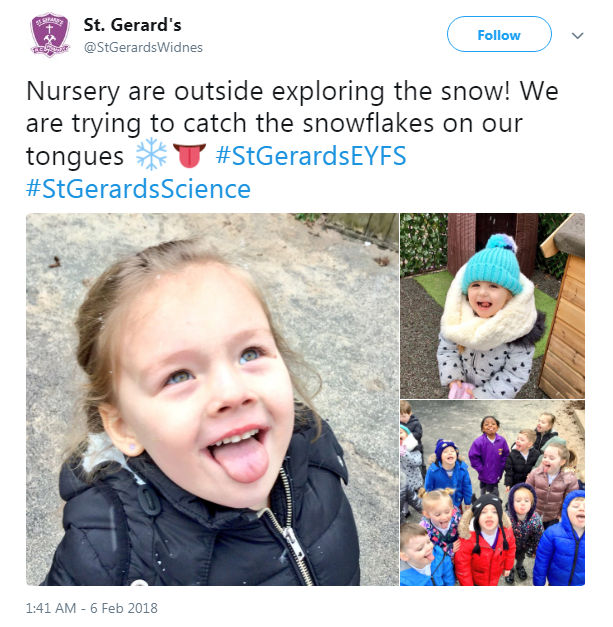 St. Gerard's
@StGerardsWidnes
Follow
Nursery are outside exploring the snow! We
are trying to catch the snowflakes on our
tongues ❄️👅 #StGerardsEYFS
#StGerardsScience
1:41 AM - 6 Feb 2018